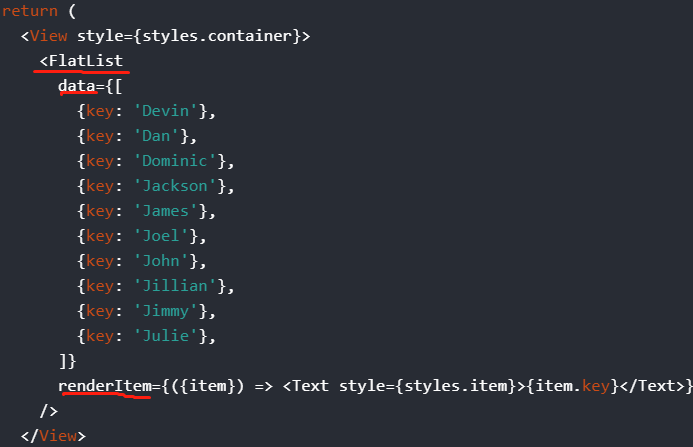 return (
<View style={styles.container}>
<FlatList
data={[
{key: 'Devin'},
{key: 'Dan'},
{key: 'Dominic'},
{key: 'Jackson'},
{key: 'James'},
{key: 'Joel'},
{key: 'John'},
{key: 'Jillian'},
{key: 'Jimmy'},
{key: 'Julie'},
]}
renderItem={({item}) => <Text style={styles.item}>{item.key}</Text>}
/>
</View>